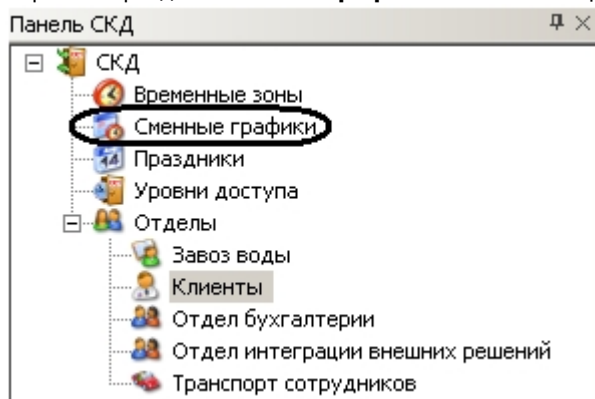 Панель СКД
СКД
Временные зоны
Сменные графики
Праздники
Уровни доступа
Отделы
Завоз воды
Клиенты
Отдел бухгалтерии
Отдел интеграции внешних решений
Транспорт сотрудников